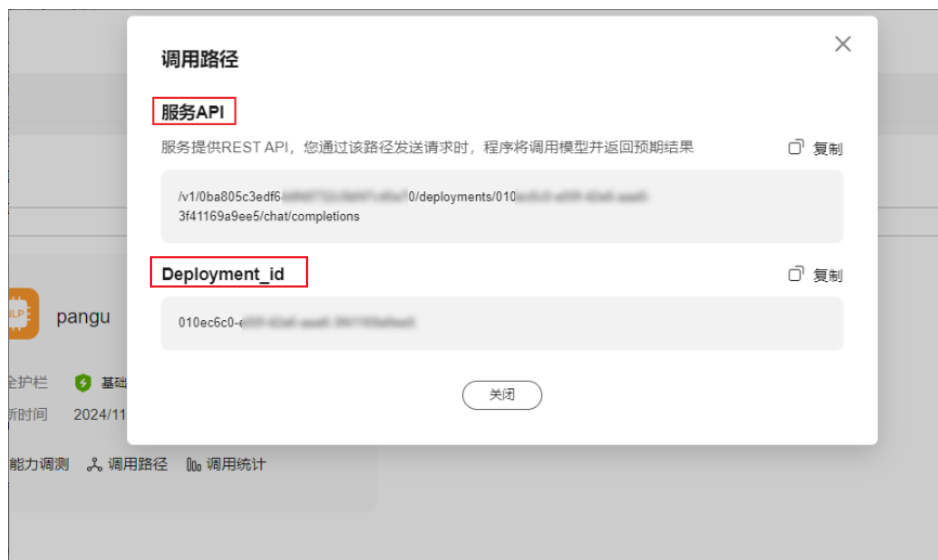 调用路径
服务API
服务提供REST API，您通过该路径发送请求时，程序将调用模型并返回预期结果
复制
/v1/0ba805c3edf6 0/deployments/010
3f41169a9ee5/chat/completions
Deployment_id
复制
010ec6c0-e
NLP
pangu
全护栏 基础
新时间 2024/11
关闭
能力调测 调用路径 调用统计